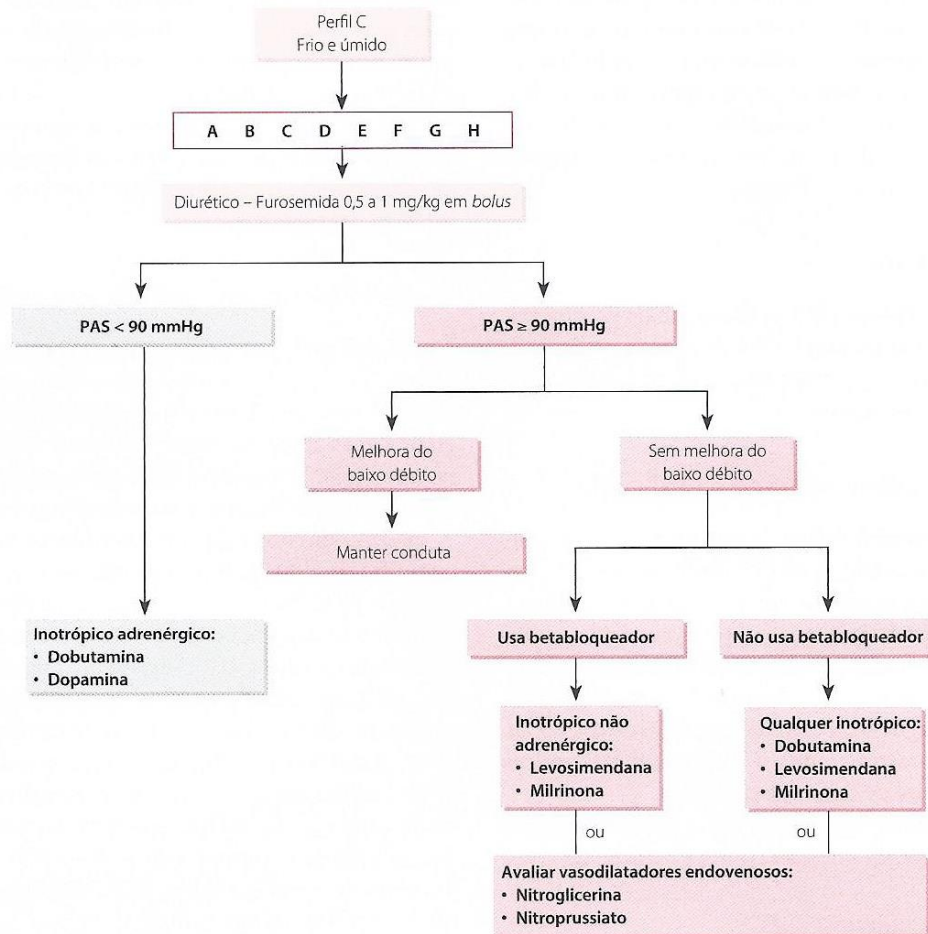 Perfil C
Frio e úmido
A B C D E F G H
Diurético – Furosemida 0,5 a 1 mg/kg em bolus
PAS < 90 mmHg
PAS ≥ 90 mmHg
Melhora do
baixo débito
Sem melhora do
baixo débito
Manter conduta
Inotrópico adrenérgico:
• Dobutamina
• Dopamina
Usa betabloqueador
Não usa betabloqueador
Inotrópico não
adrenérgico:
• Levosimendana
• Milrinona
Qualquer inotrópico:
• Dobutamina
• Levosimendana
• Milrinona
ou
ou
Avaliar vasodilatadores endovenosos:
• Nitroglicerina
• Nitroprussiato